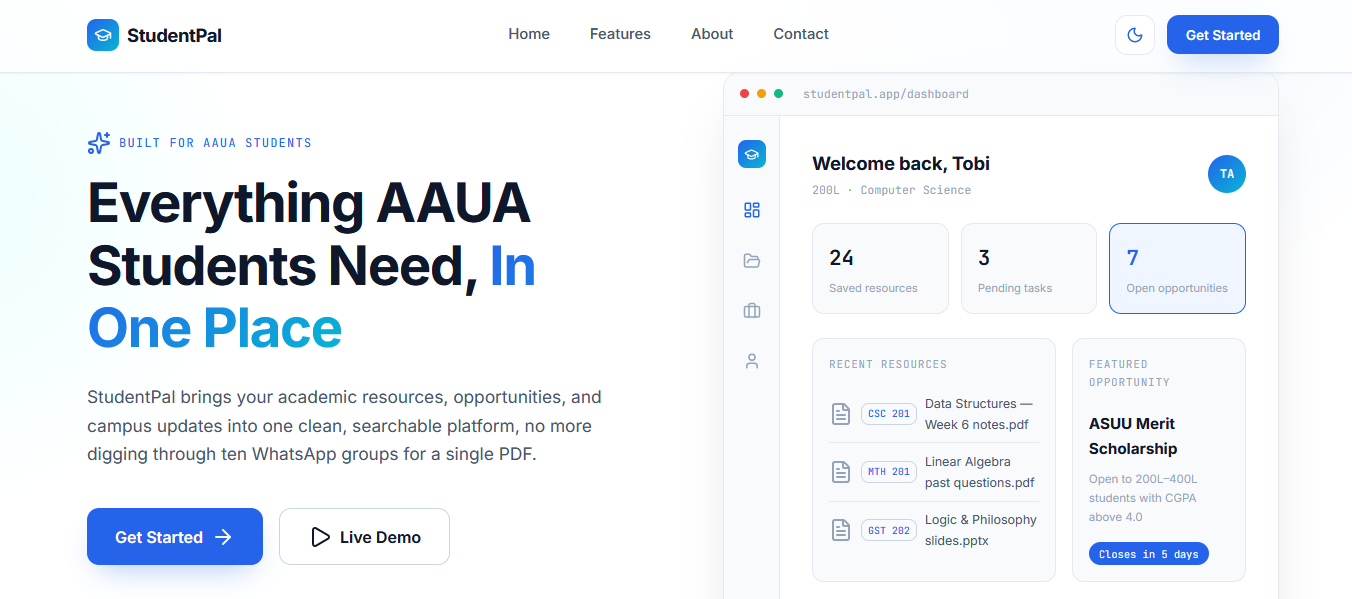 StudentPal
Home
Features
About
Contact
Get Started
studentpal.app/dashboard
BUILT FOR AAUA STUDENTS
Everything AAUA
Students Need, In
One Place
StudentPal brings your academic resources, opportunities, and
campus updates into one clean, searchable platform, no more
digging through ten WhatsApp groups for a single PDF.
Get Started
Live Demo
Welcome back, Tobi
200L · Computer Science
TA
24
Saved resources
3
Pending tasks
7
Open opportunities
RECENT RESOURCES
CSC 201
Data Structures —
Week 6 notes.pdf
MTH 201
Linear Algebra
past questions.pdf
GST 202
Logic & Philosophy
slides.pptx
FEATURED
OPPORTUNITY
ASUU Merit
Scholarship
Open to 200L–400L
students with CGPA
above 4.0
Closes in 5 days